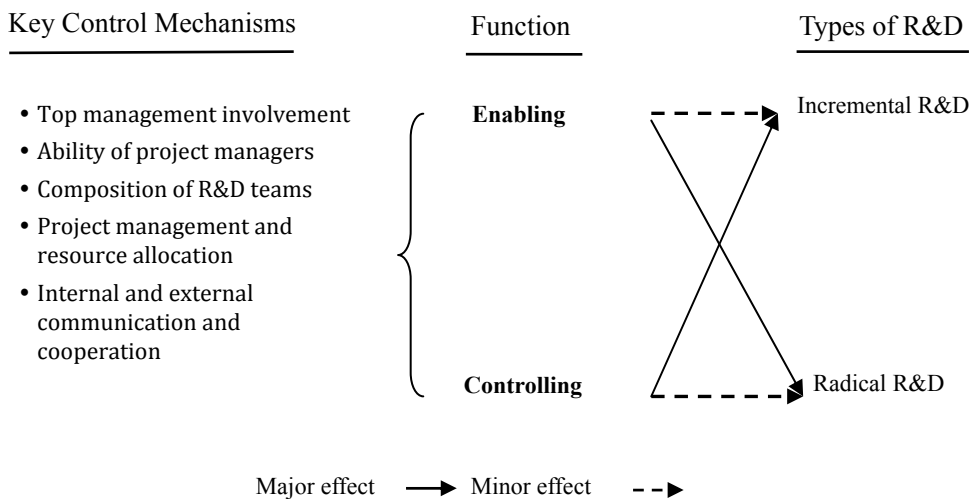 Key Control Mechanisms
Function
Types of R&D
• Top management involvement
• Ability of project managers
• Composition of R&D teams
• Project management and
resource allocation
• Internal and external
communication and
cooperation
Enabling
Controlling
Incremental R&D
Radical R&D
Major effect
Minor effect